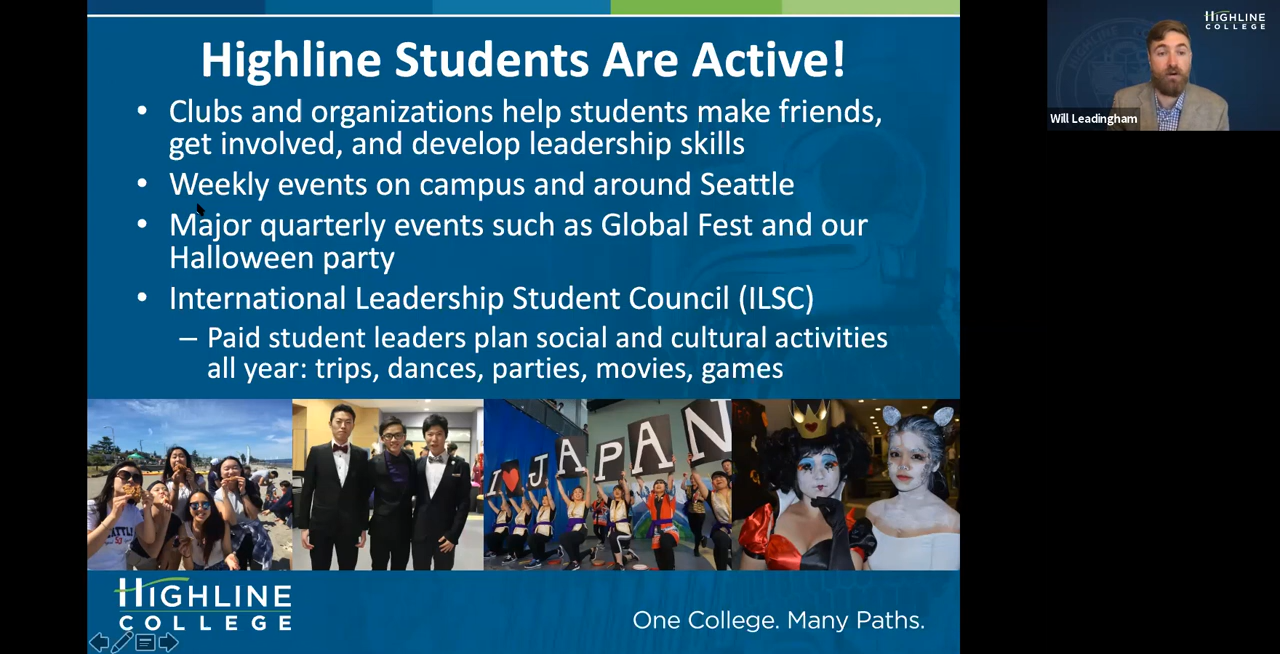 Highline Students Are Active!
• Clubs and organizations help students make friends,
get involved, and develop leadership skills
• Weekly events on campus and around Seattle
• Major quarterly events such as Global Fest and our
Halloween party
• International Leadership Student Council (ILSC)
– Paid student leaders plan social and cultural activities
all year: trips, dances, parties, movies, games
I ♥ JAPAN
HIGHLINE
COLLEGE
One College. Many Paths.
HIGHLINE
COLLEGE
Will Leadingham